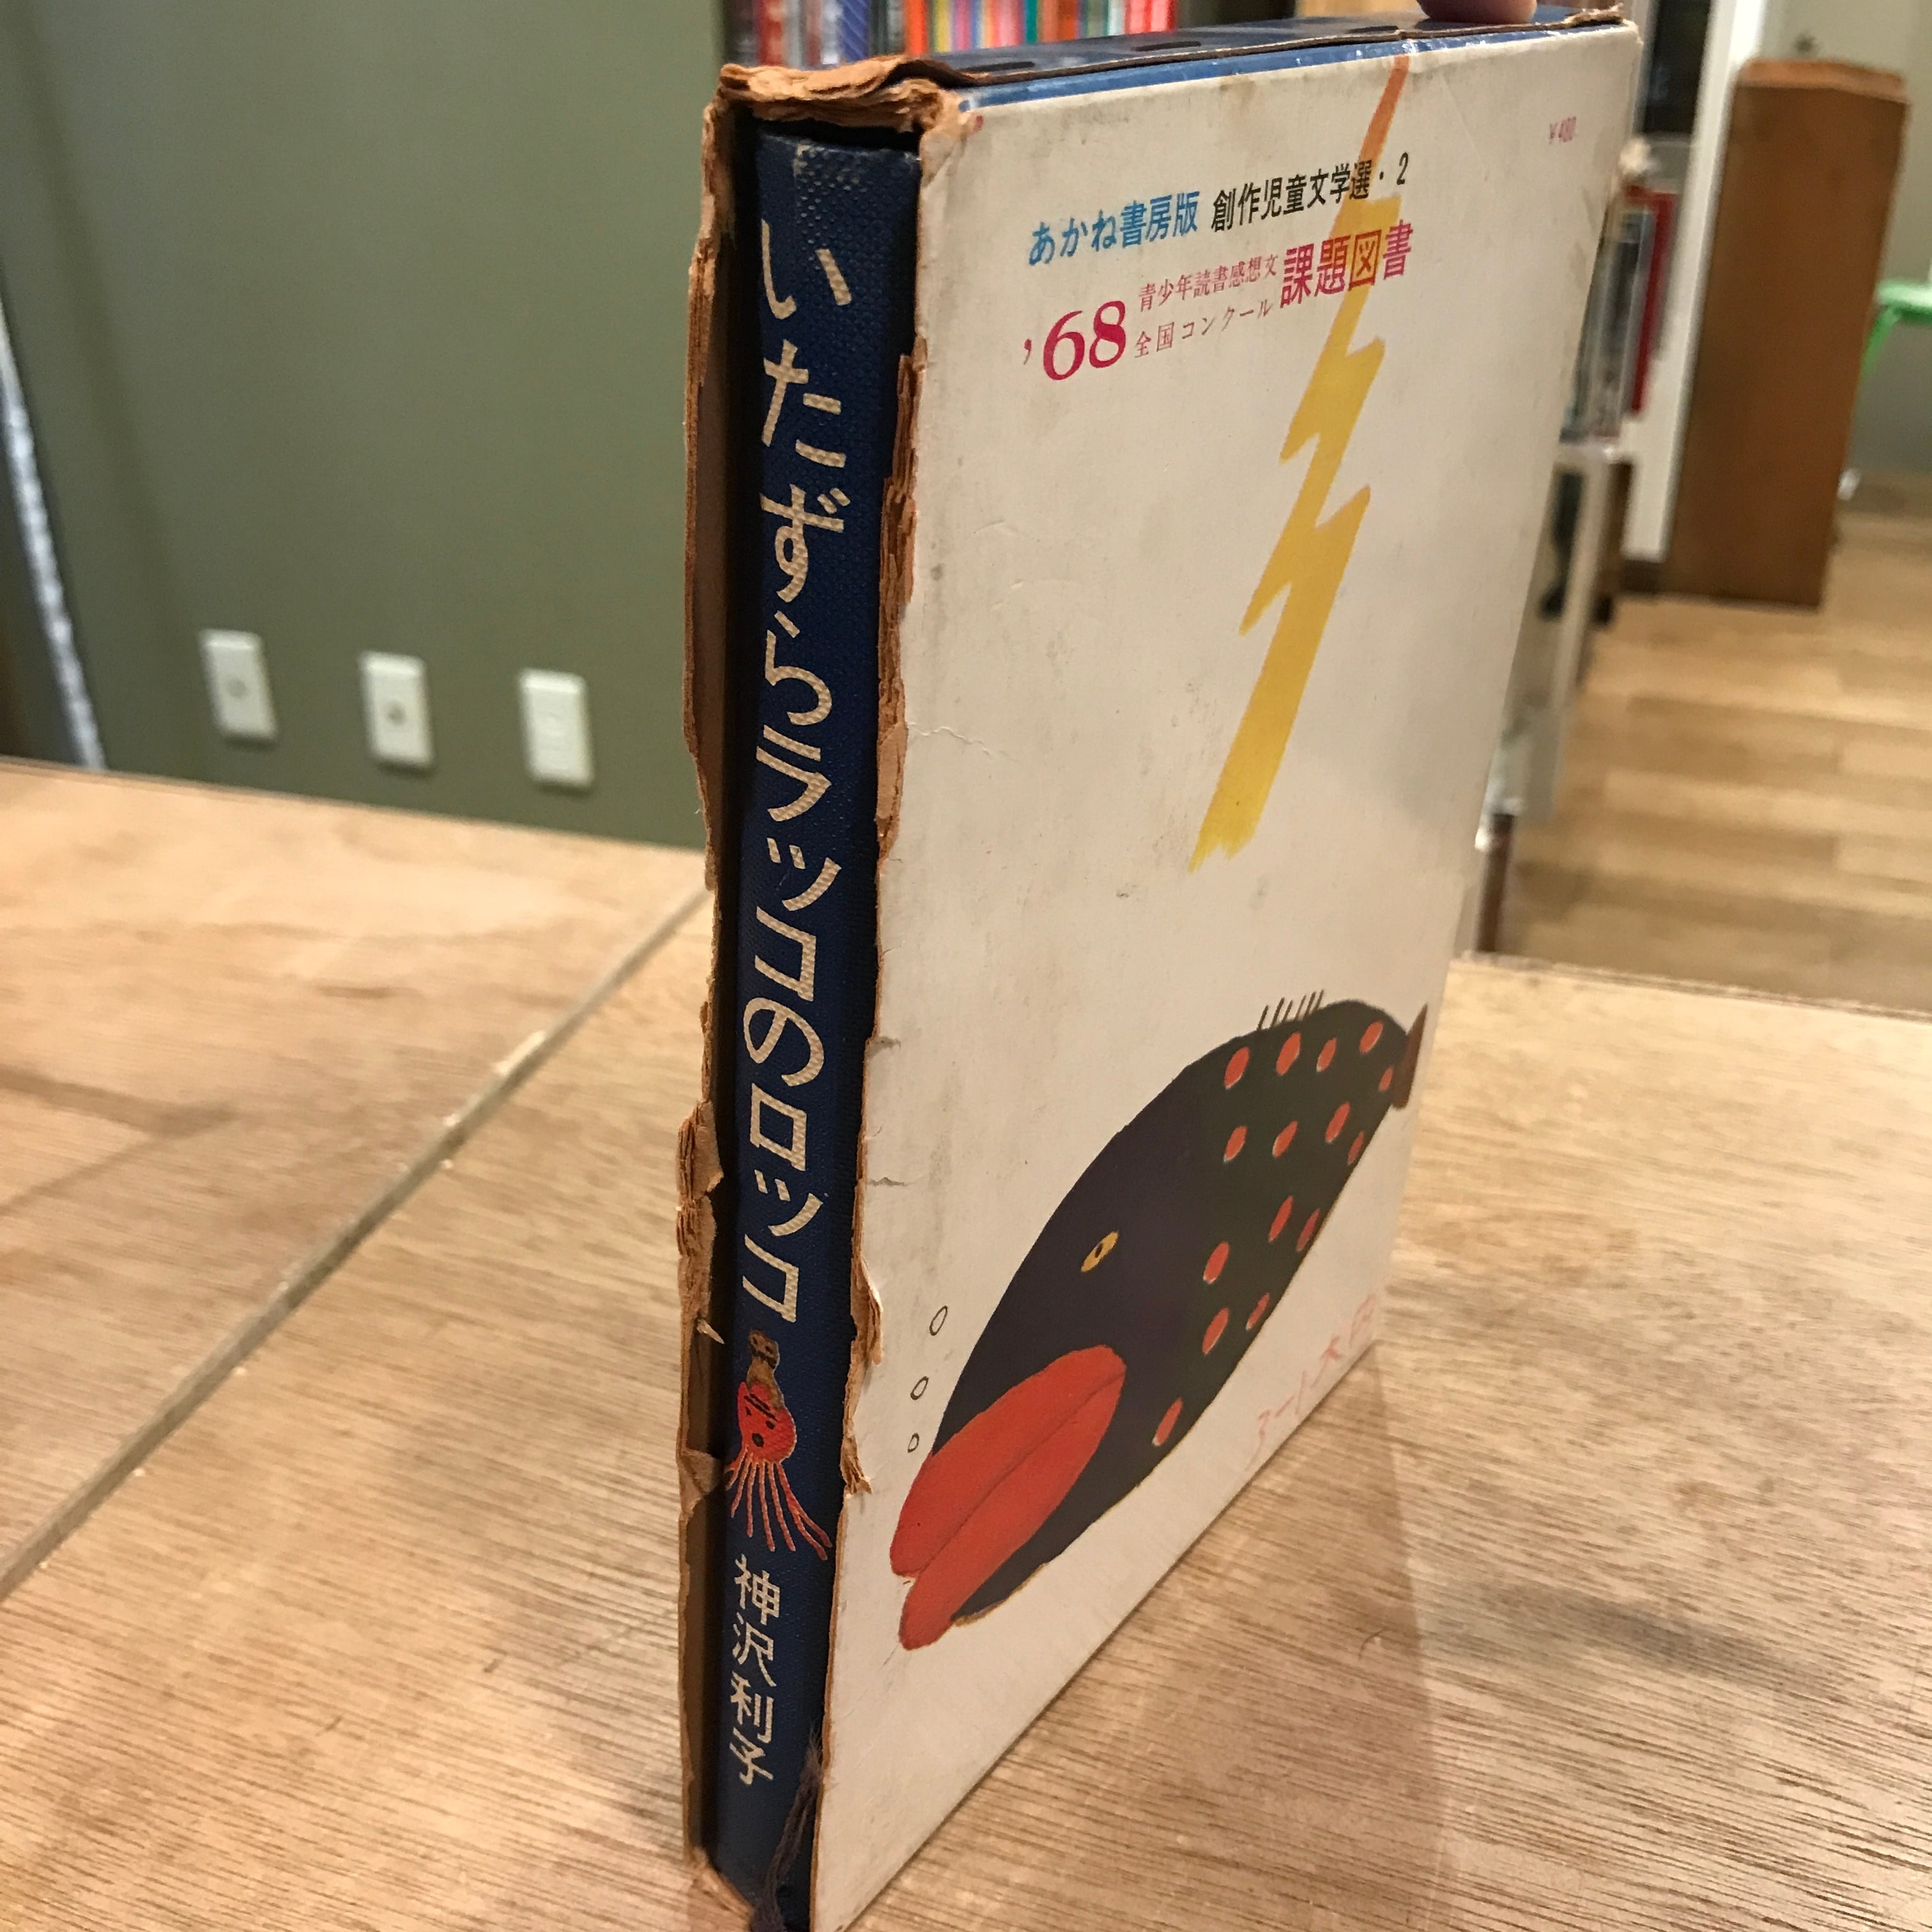 いたずらラッコのロッコ
神沢利子
あかね書房版 創作児童文学選・2
'68 青少年読書感想文
全国コンクール 課題図書
¥480